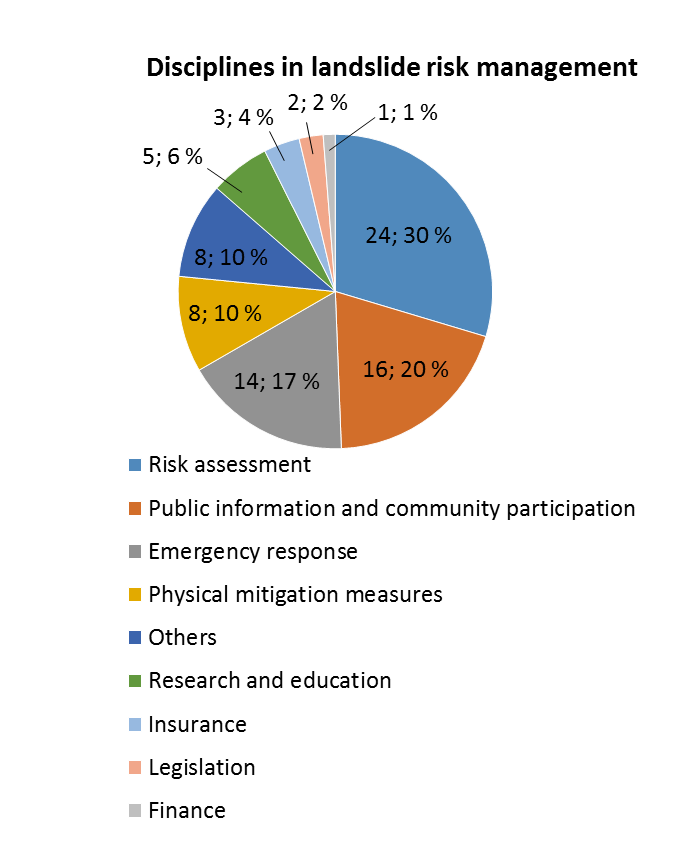 Disciplines in landslide risk management
2; 2 %
1; 1 %
3; 4 %
5; 6 %
24; 30 %
8; 10 %
8; 10 %
16; 20 %
14; 17 %
Risk assessment
Public information and community participation
Emergency response
Physical mitigation measures
Others
Research and education
Insurance
Legislation
Finance